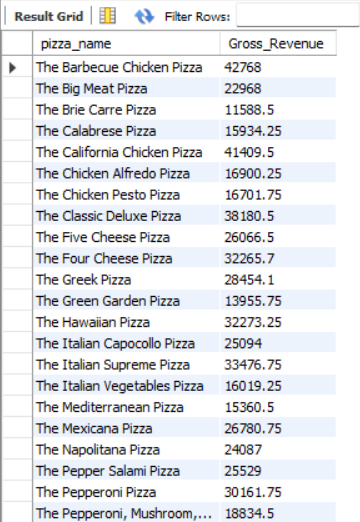 Result Grid Filter Rows:
pizza_name Gross_Revenue
The Barbecue Chicken Pizza 42768
The Big Meat Pizza 22968
The Brie Carre Pizza 11588.5
The Calabrese Pizza 15934.25
The California Chicken Pizza 41409.5
The Chicken Alfredo Pizza 16900.25
The Chicken Pesto Pizza 16701.75
The Classic Deluxe Pizza 38180.5
The Five Cheese Pizza 26066.5
The Four Cheese Pizza 32265.7
The Greek Pizza 28454.1
The Green Garden Pizza 13955.75
The Hawaiian Pizza 32273.25
The Italian Capocollo Pizza 25094
The Italian Supreme Pizza 33476.75
The Italian Vegetables Pizza 16019.25
The Mediterranean Pizza 15360.5
The Mexicana Pizza 26780.75
The Napolitana Pizza 24087
The Pepper Salami Pizza 25529
The Pepperoni Pizza 30161.75
The Pepperoni, Mushroom,... 18834.5